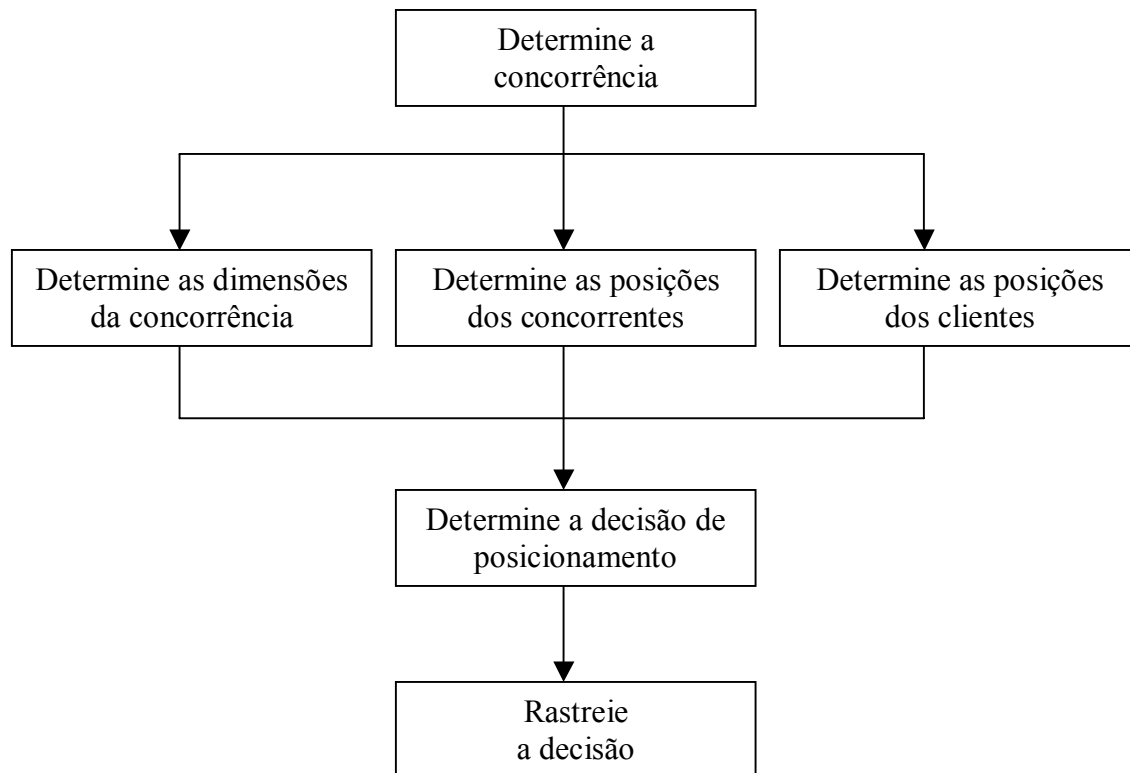 Determine a
concorrência
Determine as dimensões
da concorrência
Determine as posições
dos concorrentes
Determine as posições
dos clientes
Determine a decisão de
posicionamento
Rastreie
a decisão